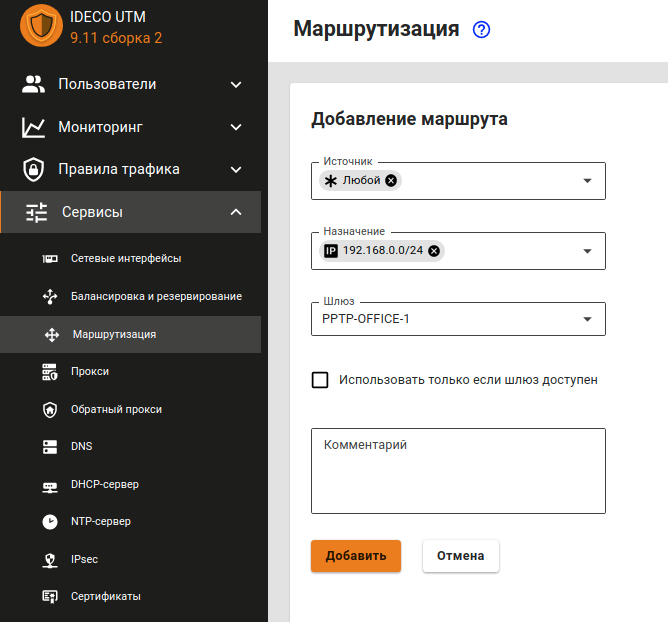 IDECO UTM
9.11 сборка 2
Пользователи
Мониторинг
Правила трафика
Сервисы
Сетевые интерфейсы
Балансировка и резервирование
Маршрутизация
Прокси
Обратный прокси
DNS
DHCP-сервер
NTP-сервер
IPsec
Сертификаты
Маршрутизация ?
Добавление маршрута
Источник
Любой
Назначение
IP 192.168.0.0/24
Шлюз
PPTP-OFFICE-1
Использовать только если шлюз доступен
Комментарий
Добавить Отмена